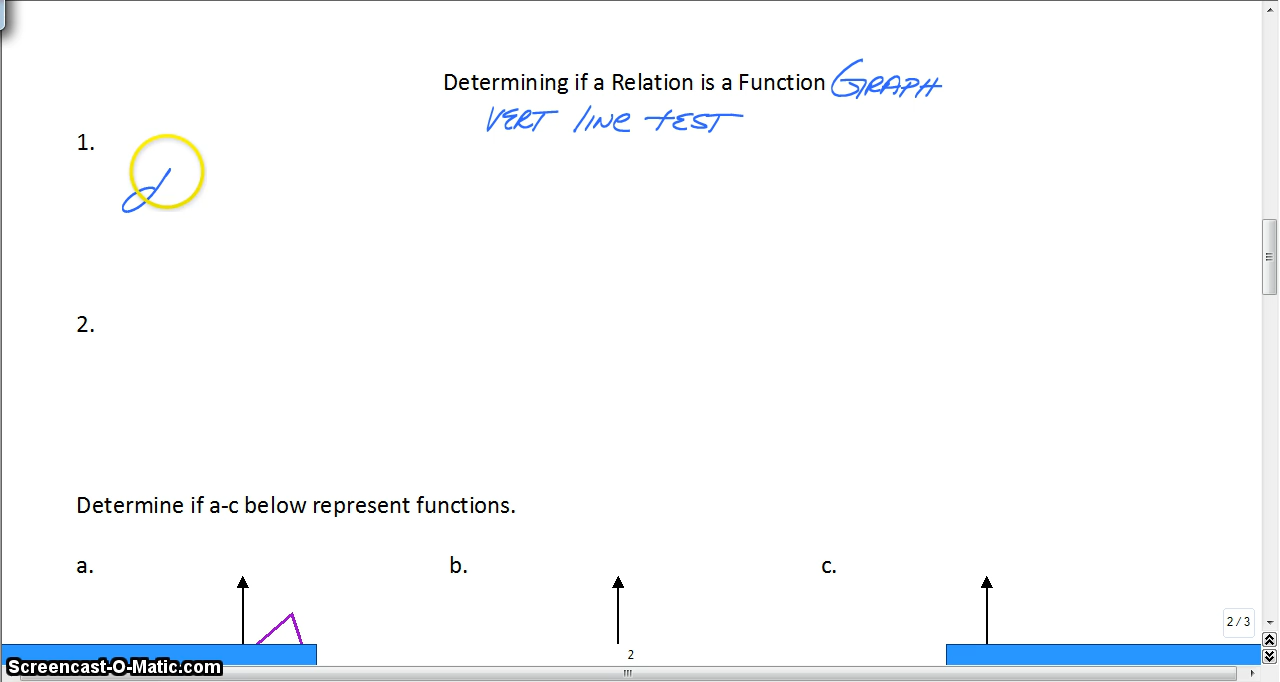 Determining if a Relation is a Function GRAPH
VERT LINE TEST
1.
2.
Determine if a-c below represent functions.
a. b. c.
2/3
2
Screencast-O-Matic.com